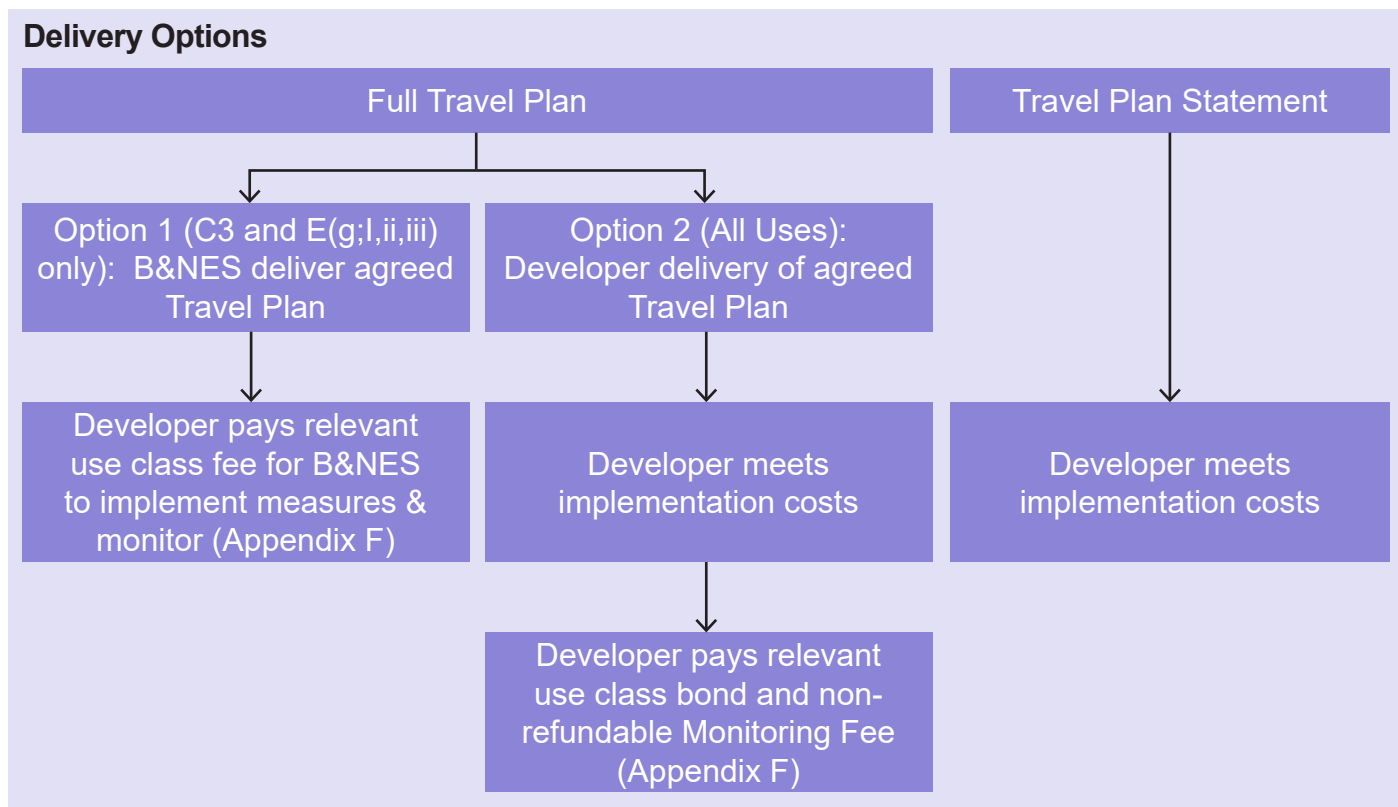 Delivery Options
Full Travel Plan
Travel Plan Statement
Option 1 (C3 and E(g;I,ii,iii)
only):  B&NES deliver agreed
Travel Plan
Option 2 (All Uses):
Developer delivery of agreed
Travel Plan
Developer pays relevant
use class fee for B&NES
to implement measures &
monitor (Appendix F)
Developer meets
implementation costs
Developer meets
implementation costs
Developer pays relevant
use class bond and non-
refundable Monitoring Fee
(Appendix F)